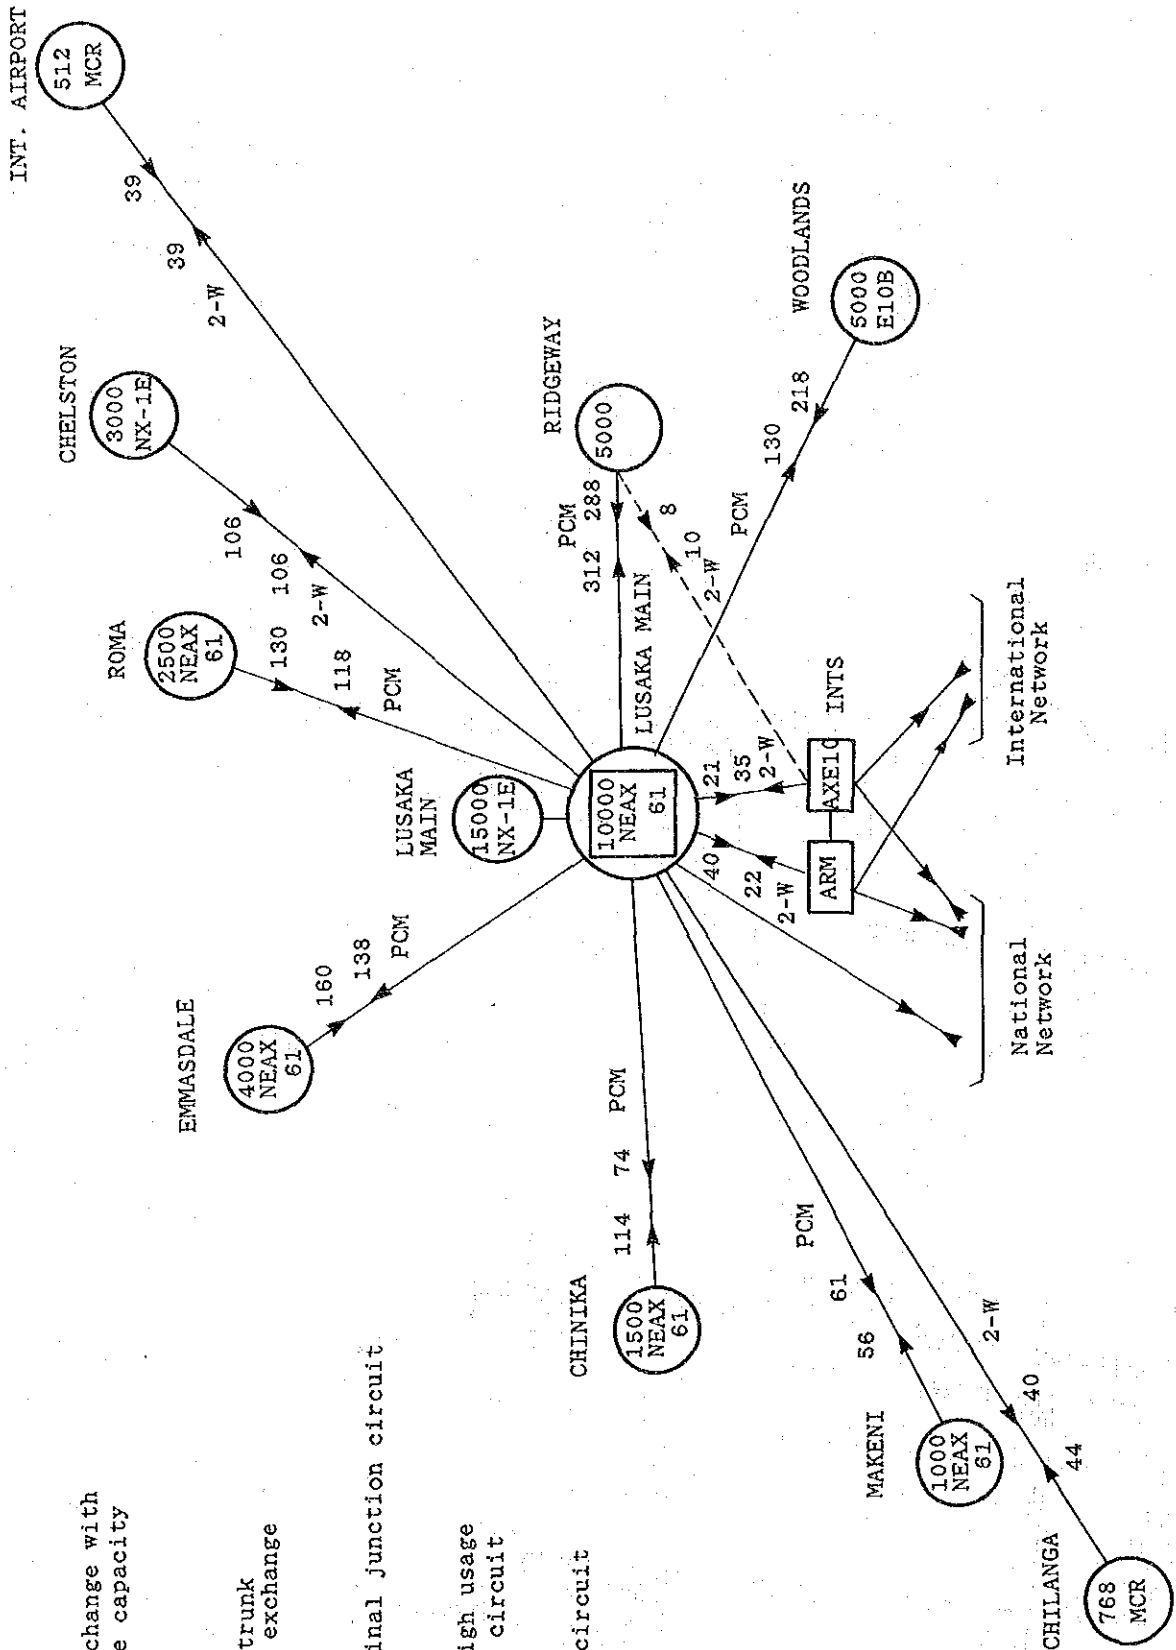 INT. AIRPORT
512
MCR
39
39
2-W
CHELSTON
3000
NX-1E
106
106
2-W
ROMA
2500
NEAX
61
130
118
PCM
LUSAKA
MAIN
15000
NX-1E
EMMASDALE
4000
NEAX
61
160
138
PCM
RIDGEWAY
5000
PCM
312
288
8
10
2-W
WOODLANDS
5000
E10B
218
130
PCM
LUSAKA MAIN
10000
NEAX
61
21
35
2-W
40
22
2-W
ARM
AXE10
INTS
International
Network
National
Network
CHINIKA
1500
NEAX
61
114
74
PCM
MAKENI
1000
NEAX
61
56
61
PCM
CHILANGA
768
MCR
44
40
2-W
change with
e capacity
trunk
exchange
inal junction circuit
igh usage
circuit
circuit